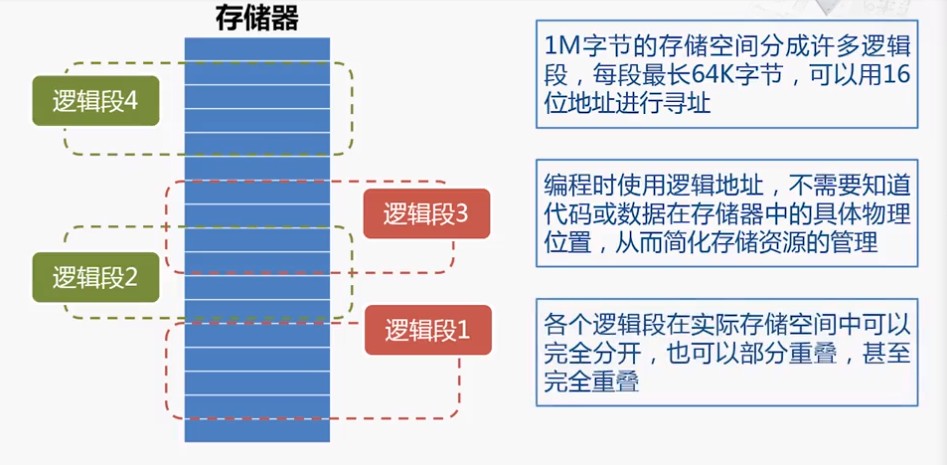 存储器
逻辑段4
逻辑段3
逻辑段2
逻辑段1
1M字节的存储空间分成许多逻辑
段，每段最长64K字节，可以用16
位地址进行寻址
编程时使用逻辑地址，不需要知道
代码或数据在存储器中的具体物理
位置，从而简化存储资源的管理
各个逻辑段在实际存储空间中可以
完全分开，也可以部分重叠，甚至
完全重叠